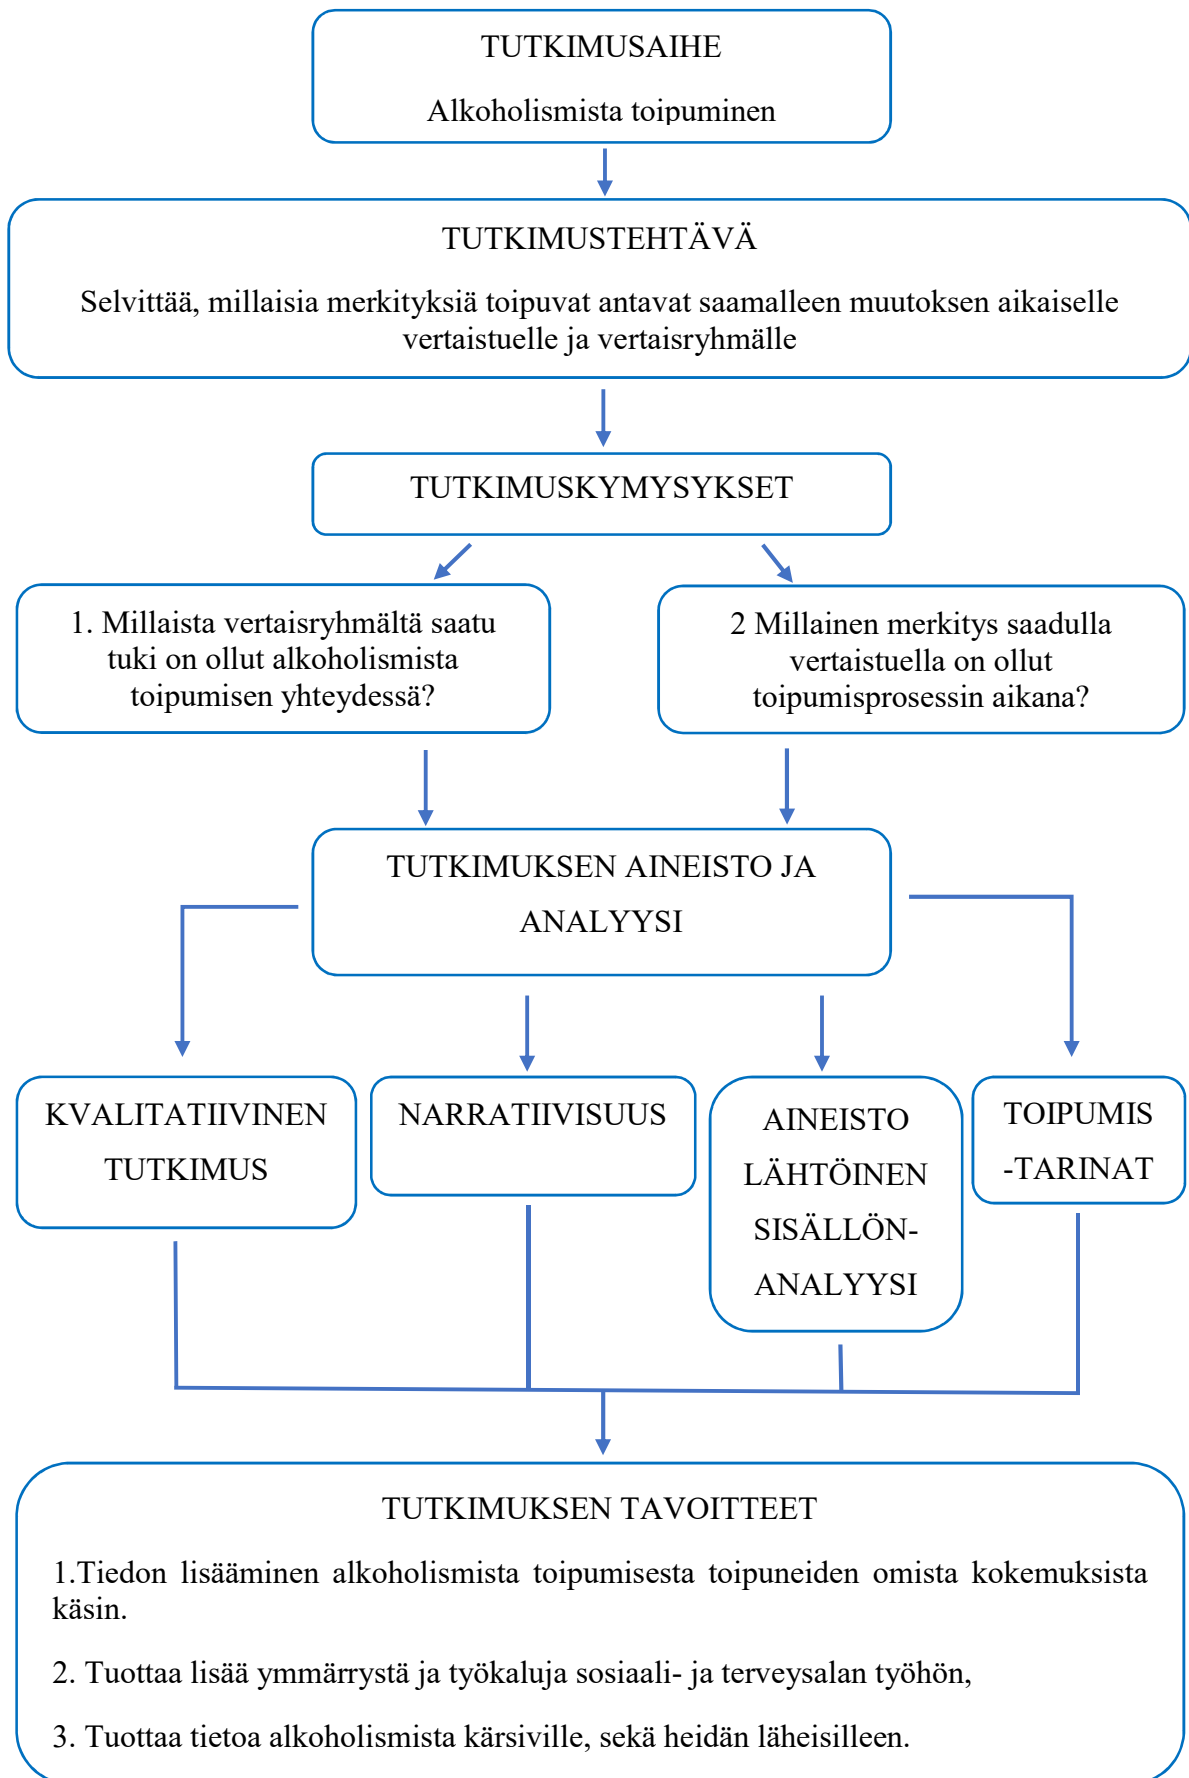 TUTKIMUSAIHE
Alkoholismista toipuminen
TUTKIMUSTEHTÄVÄ
Selvittää, millaisia merkityksiä toipuvat antavat saamalleen muutoksen aikaiselle
vertaistuelle ja vertaisryhmälle
TUTKIMUSKYMYSYKSET
1. Millaista vertaisryhmältä saatu
tuki on ollut alkoholismista
toipumisen yhteydessä?
2 Millainen merkitys saadulla
vertaistuella on ollut
toipumisprosessin aikana?
TUTKIMUKSEN AINEISTO JA
ANALYYSI
KVALITATIIVINEN
TUTKIMUS
NARRATIIVISUUS
AINEISTO
LÄHTÖINEN
SISÄLLÖN-
ANALYYSI
TOIPUMIS
-TARINAT
TUTKIMUKSEN TAVOITTEET
1.Tiedon lisääminen alkoholismista toipumisesta toipuneiden omista kokemuksista
käsin.
2. Tuottaa lisää ymmärrystä ja työkaluja sosiaali- ja terveysalan työhön,
3. Tuottaa tietoa alkoholismista kärsiville, sekä heidän läheisilleen.